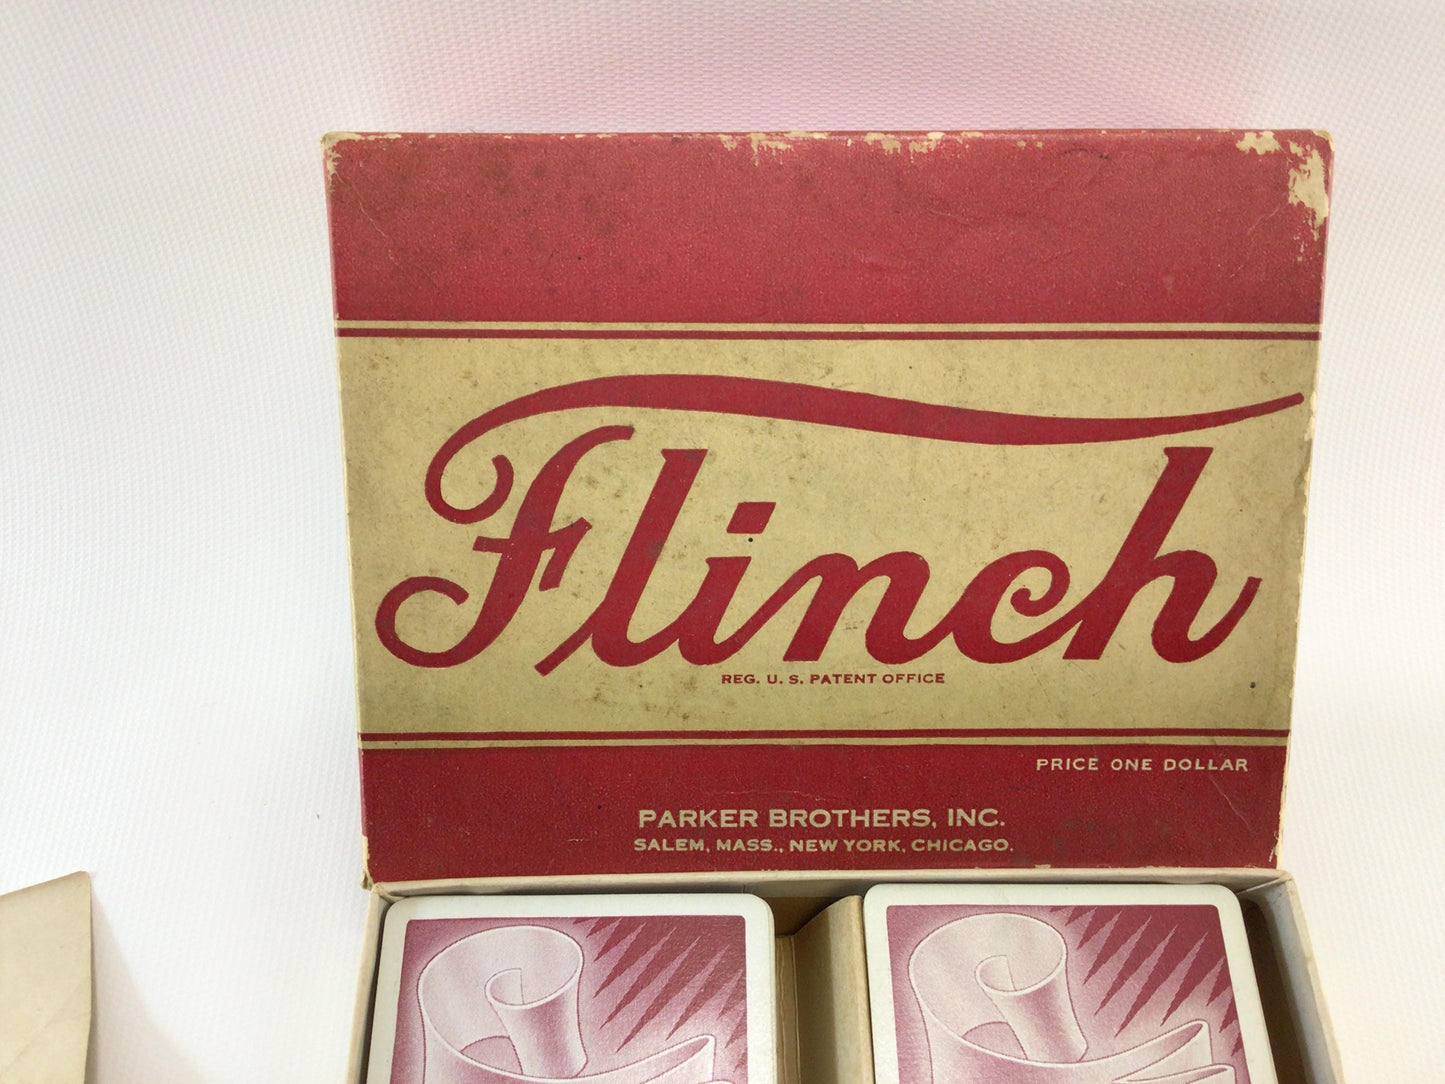 Flinch
REG. U. S. PATENT OFFICE
PRICE ONE DOLLAR
PARKER BROTHERS, INC.
SALEM, MASS., NEW YORK, CHICAGO.